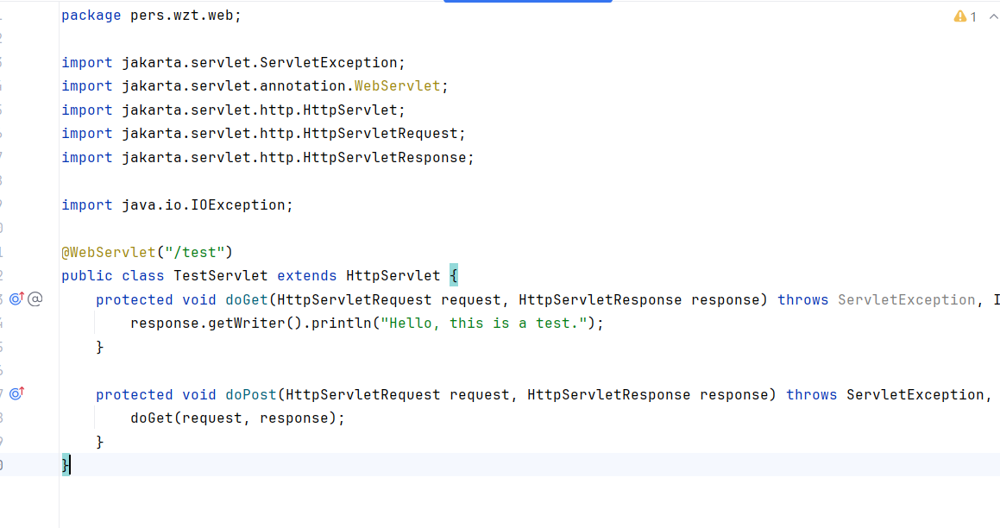 package pers.wzt.web;
1
import jakarta.servlet.ServletException;
import jakarta.servlet.annotation.WebServlet;
import jakarta.servlet.http.HttpServlet;
import jakarta.servlet.http.HttpServletRequest;
import jakarta.servlet.http.HttpServletResponse;
import java.io.IOException;
@WebServlet("/test")
public class TestServlet extends HttpServlet {
protected void doGet(HttpServletRequest request, HttpServletResponse response) throws ServletException, I
response.getWriter().println("Hello, this is a test.");
}
protected void doPost(HttpServletRequest request, HttpServletResponse response) throws ServletException,
doGet(request, response);
}
}